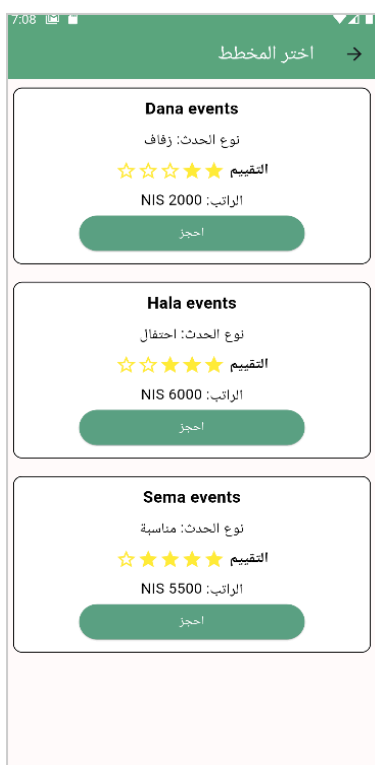 7:08
اختر المخطط
Dana events
نوع الحدث: زفاف
التقييم
الراتب: 2000 NIS
احجز
Hala events
نوع الحدث: احتفال
التقييم
الراتب: 6000 NIS
احجز
Sema events
نوع الحدث: مناسبة
التقييم
الراتب: 5500 NIS
احجز